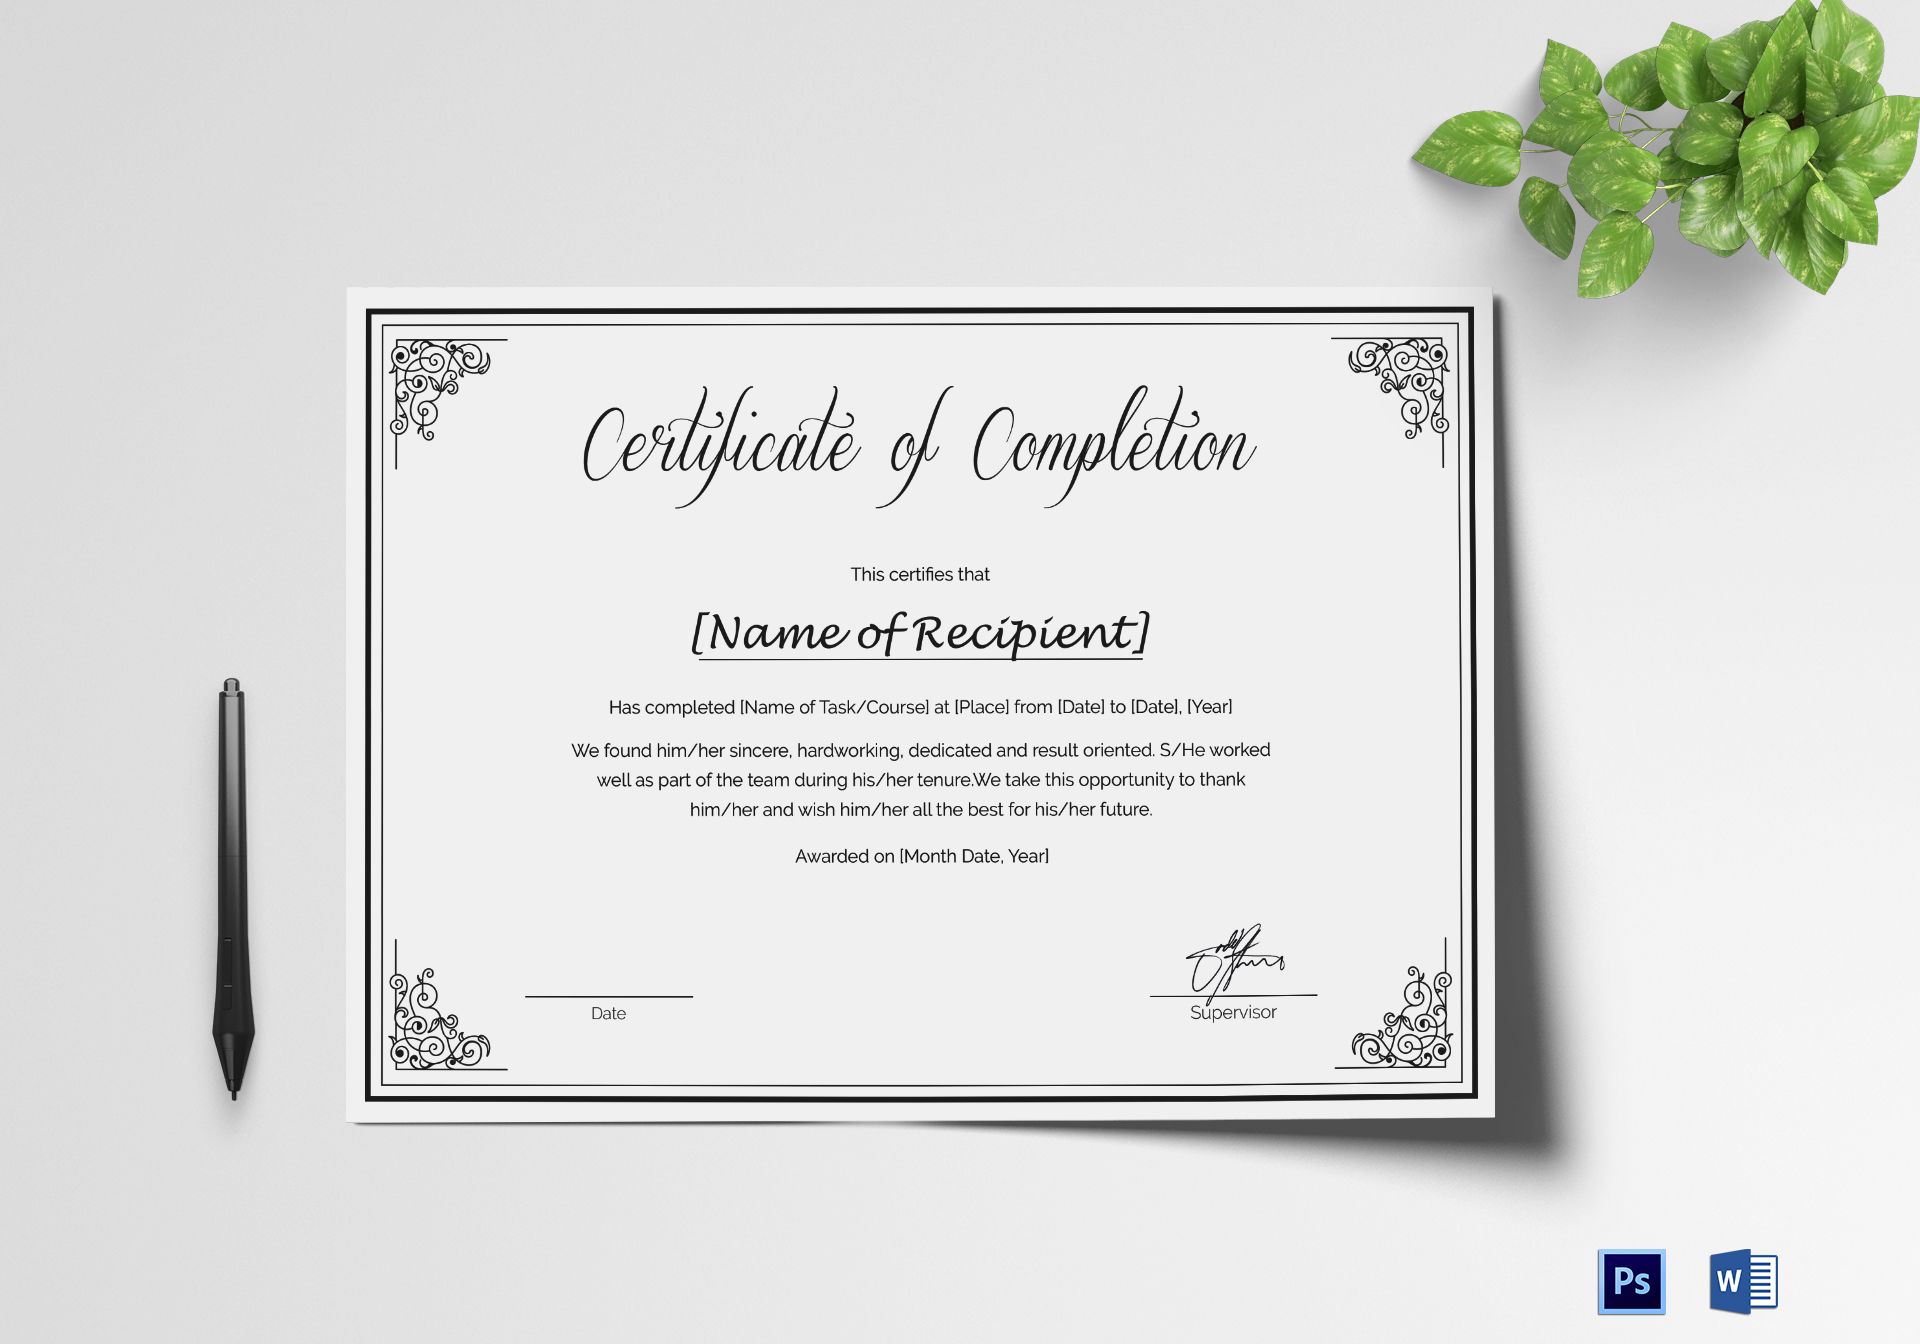 Certificate of Completion
This certifies that
[Name of Recipient]
Has completed [Name of Task/Course] at [Place] from [Date] to [Date], [Year]
We found him/her sincere, hardworking, dedicated and result oriented. S/He worked
well as part of the team during his/her tenure.We take this opportunity to thank
him/her and wish him/her all the best for his/her future.
Awarded on [Month Date, Year]
Date
Supervisor
Ps
W